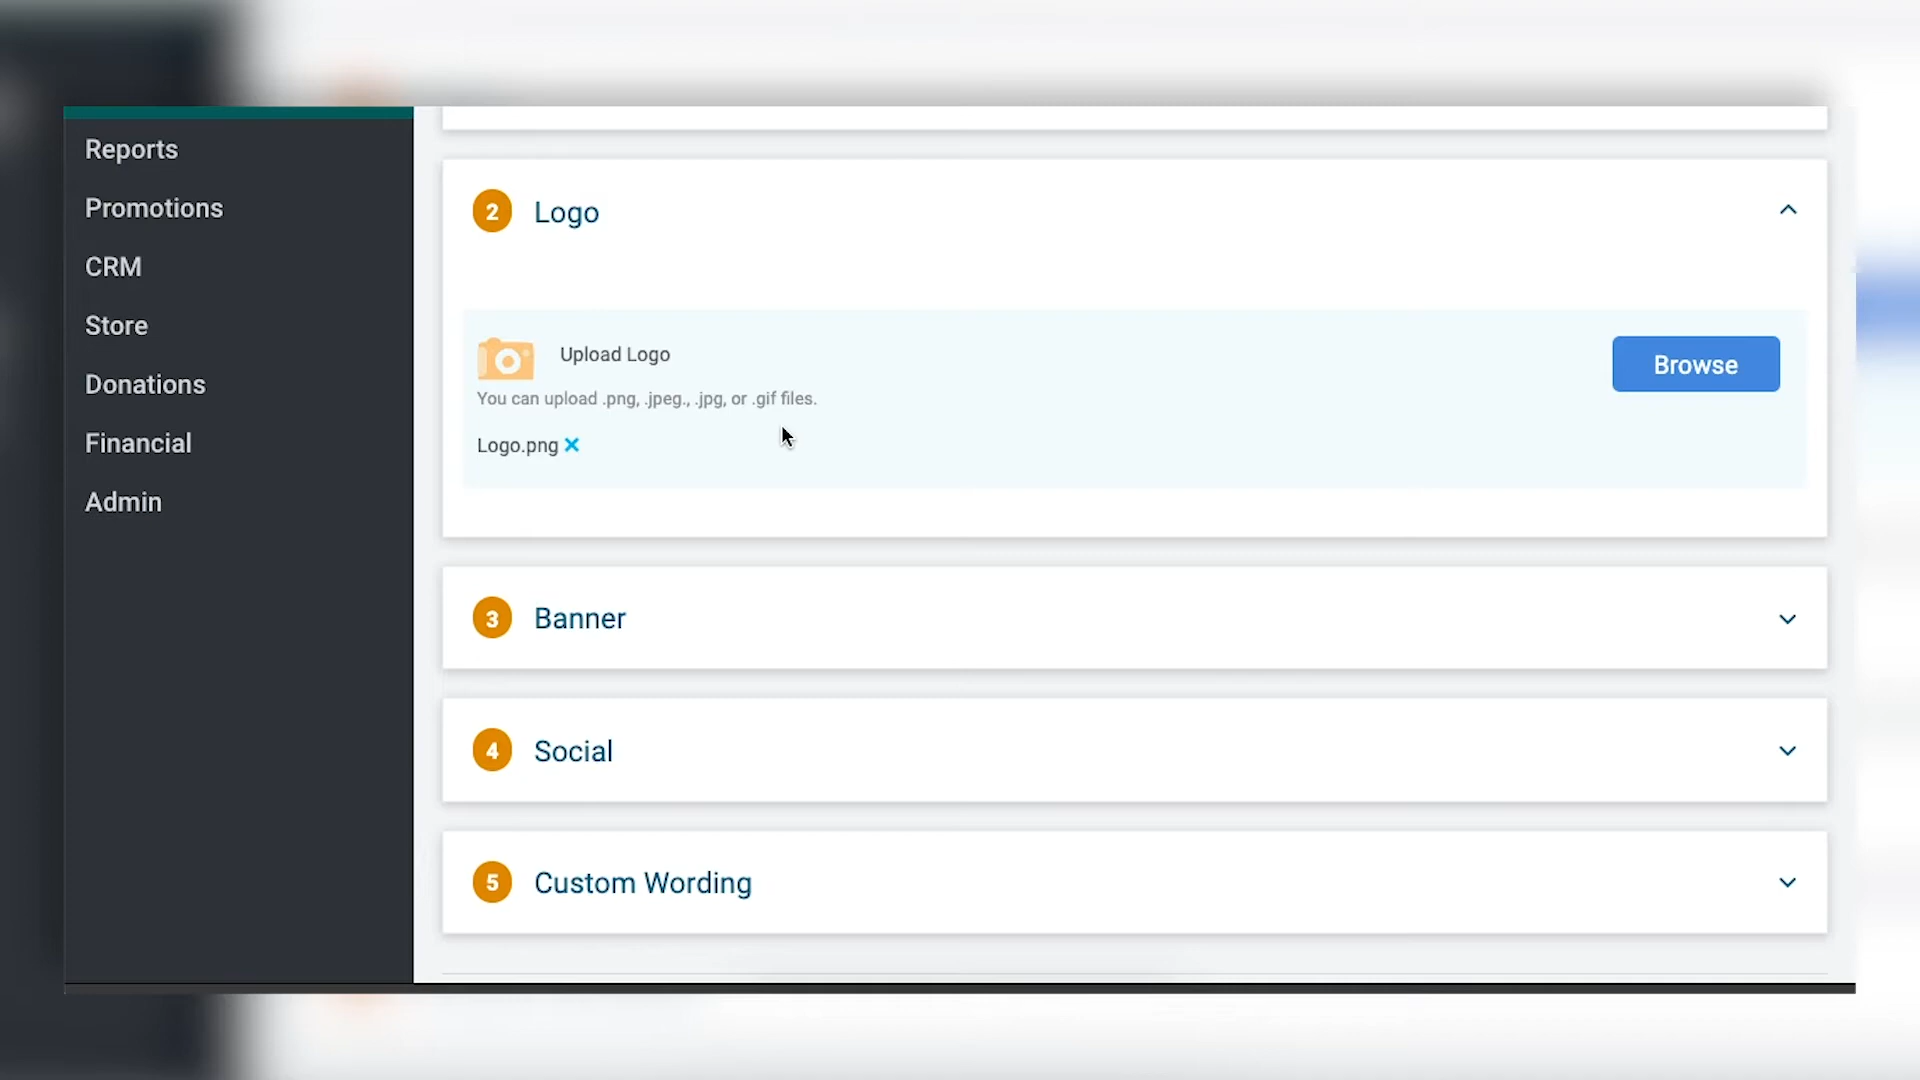 Reports
Promotions
CRM
Store
Donations
Financial
Admin
2 Logo
Upload Logo
You can upload .png, .jpeg., .jpg, or .gif files.
Logo.png ×
Browse
3 Banner
4 Social
5 Custom Wording